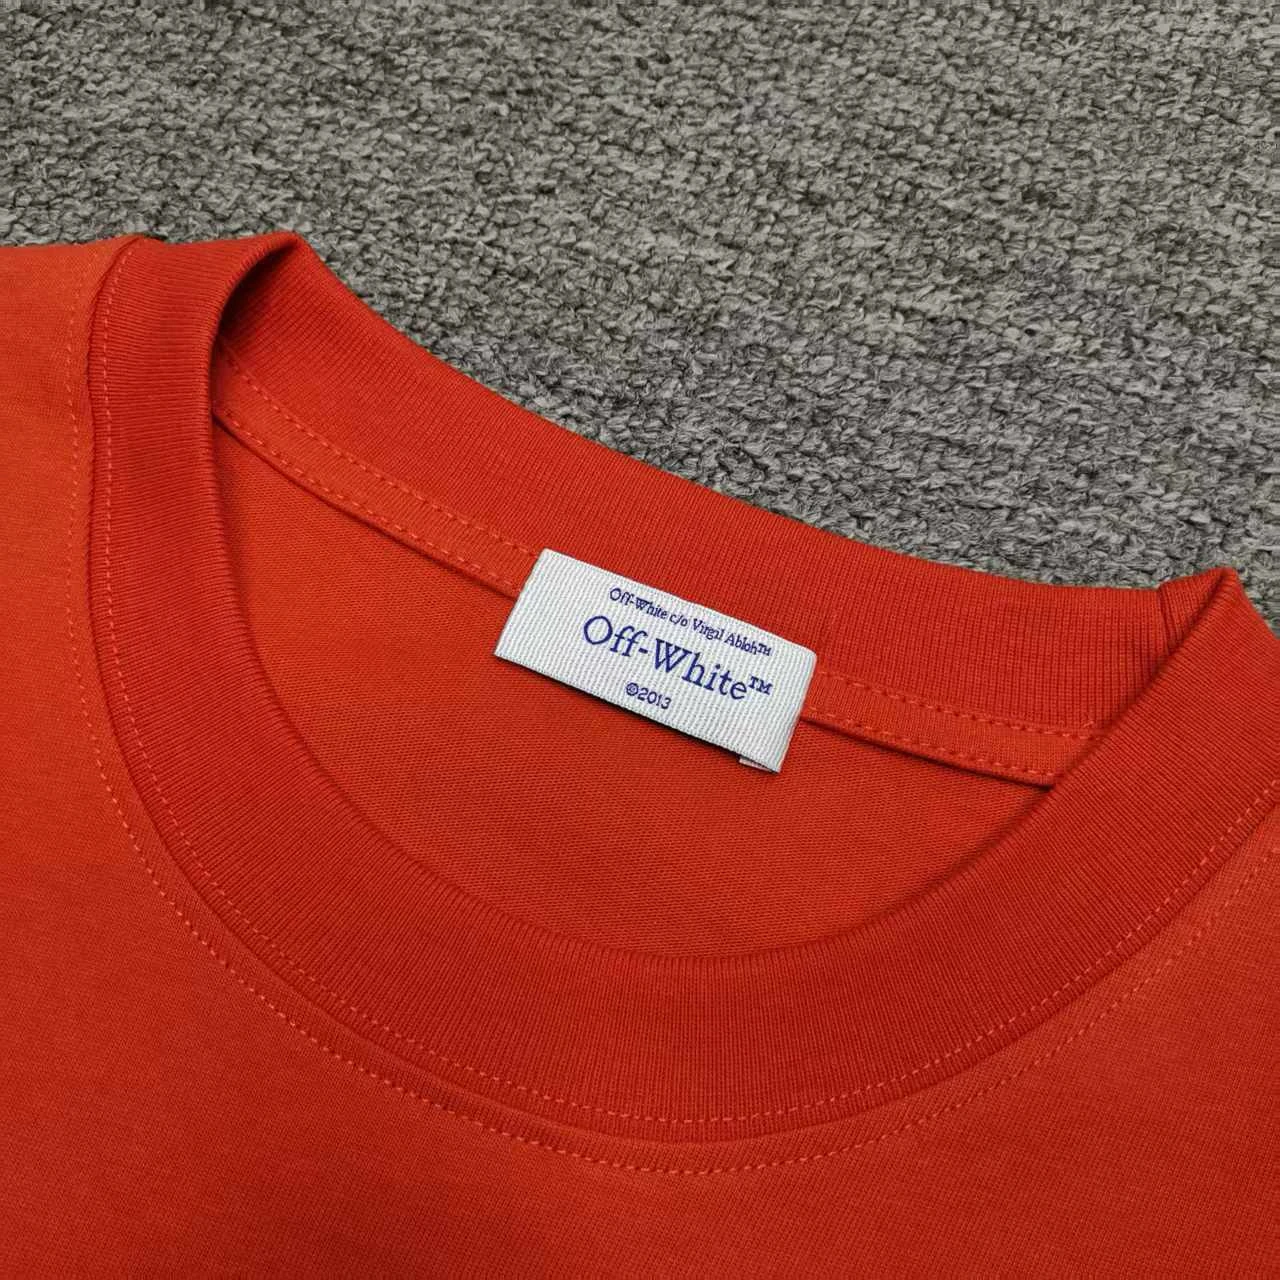 Off-White c/o Virgil Abloh™
Off-White™
©2013